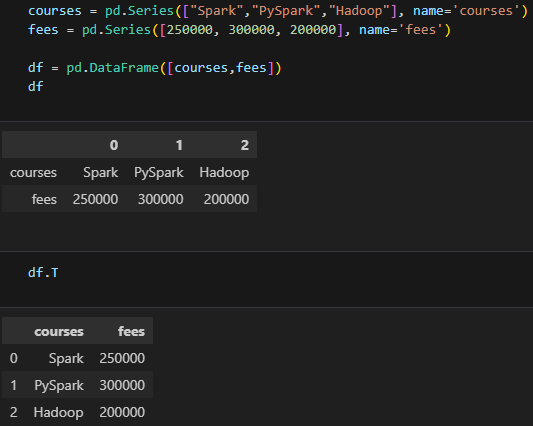 courses = pd.Series(["Spark","PySpark","Hadoop"], name='courses')
fees = pd.Series([250000, 300000, 200000], name='fees')
df = pd.DataFrame([courses,fees])
df
0 1 2
courses Spark PySpark Hadoop
fees 250000 300000 200000
df.T
courses fees
0 Spark 250000
1 PySpark 300000
2 Hadoop 200000